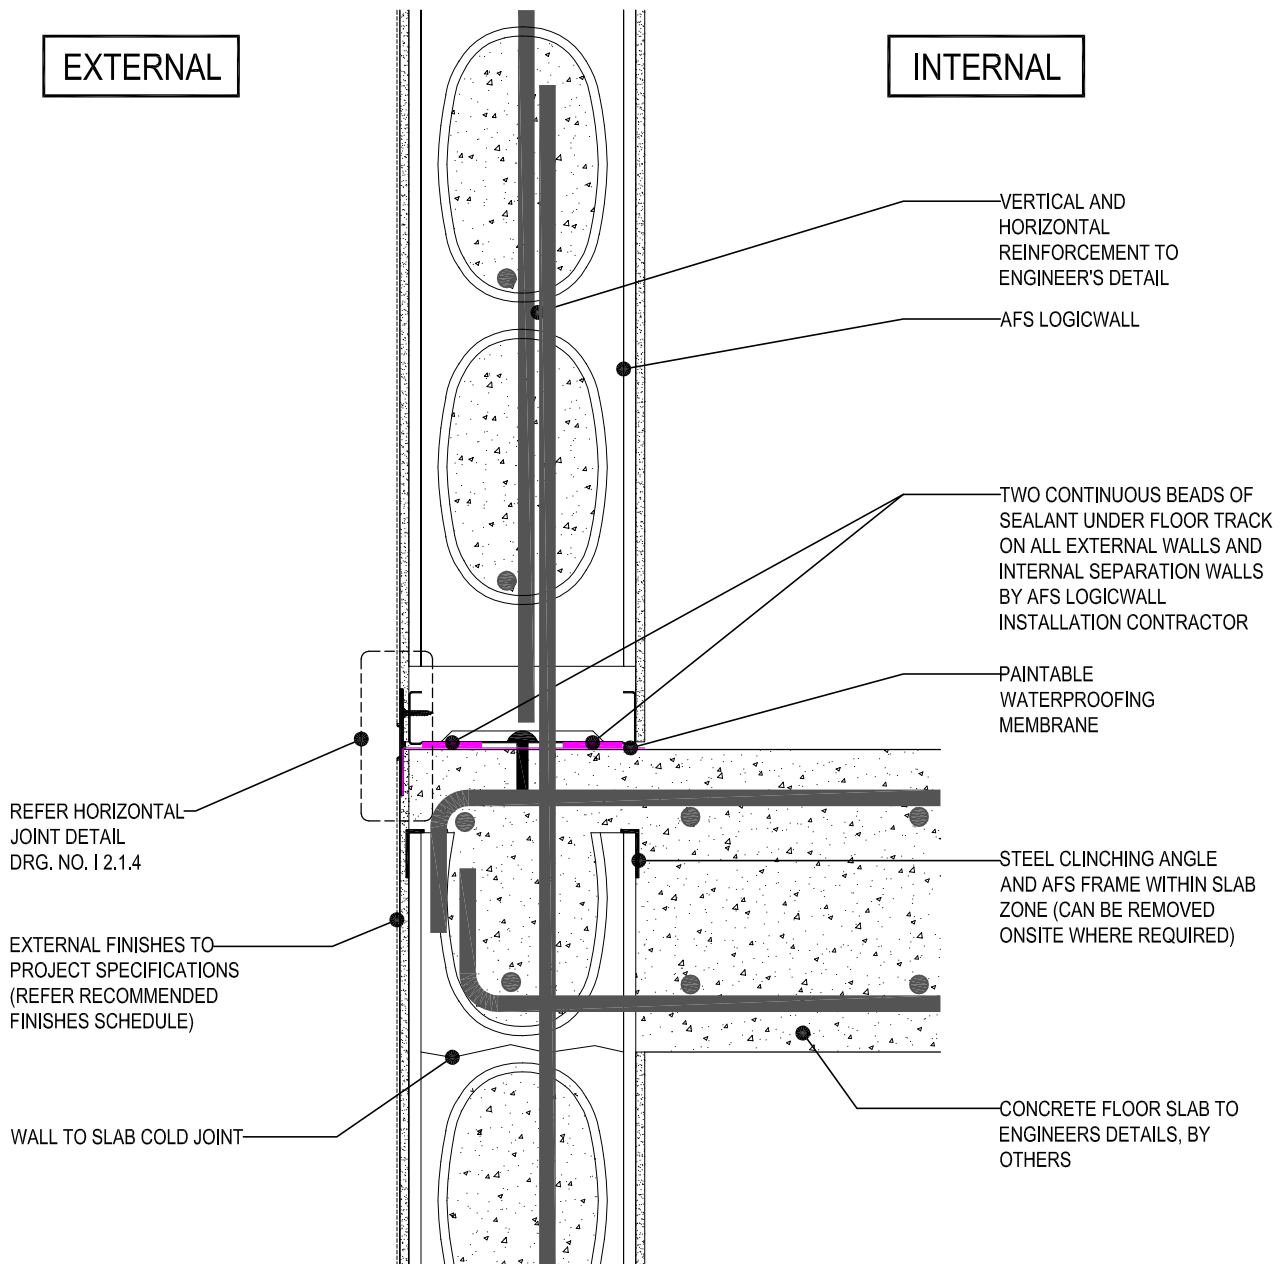 EXTERNAL
INTERNAL
VERTICAL AND
HORIZONTAL
REINFORCEMENT TO
ENGINEER'S DETAIL
AFS LOGICWALL
TWO CONTINUOUS BEADS OF
SEALANT UNDER FLOOR TRACK
ON ALL EXTERNAL WALLS AND
INTERNAL SEPARATION WALLS
BY AFS LOGICWALL
INSTALLATION CONTRACTOR
PAINTABLE
WATERPROOFING
MEMBRANE
REFER HORIZONTAL
JOINT DETAIL
DRG. NO. I 2.1.4
STEEL CLINCHING ANGLE
AND AFS FRAME WITHIN SLAB
ZONE (CAN BE REMOVED
ONSITE WHERE REQUIRED)
EXTERNAL FINISHES TO
PROJECT SPECIFICATIONS
(REFER RECOMMENDED
FINISHES SCHEDULE)
WALL TO SLAB COLD JOINT
CONCRETE FLOOR SLAB TO
ENGINEERS DETAILS, BY
OTHERS